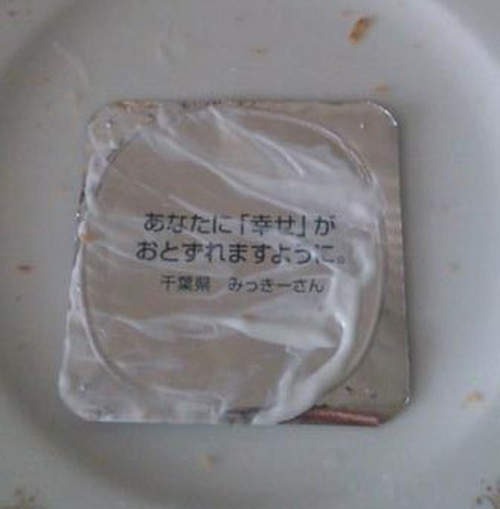 あなたに「幸せ」が
おとずれますように。
千葉県 みっきーさん